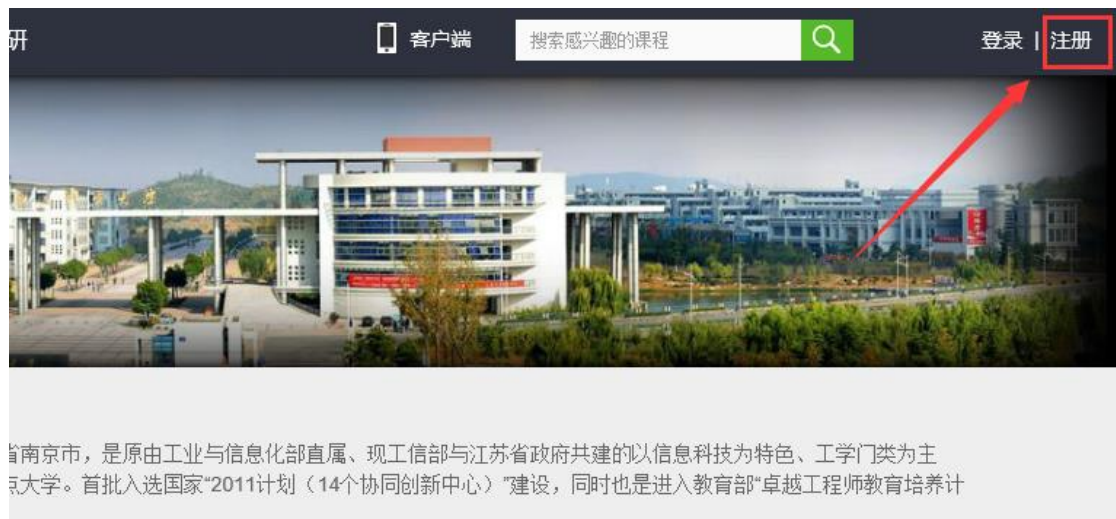 研
客户端
搜索感兴趣的课程
登录 | 注册
省南京市，是原由工业与信息化部直属、现工信部与江苏省政府共建的以信息科技为特色、工学门类为主
点大学。首批入选国家“2011计划（14个协同创新中心）”建设，同时也是进入教育部“卓越工程师教育培养计